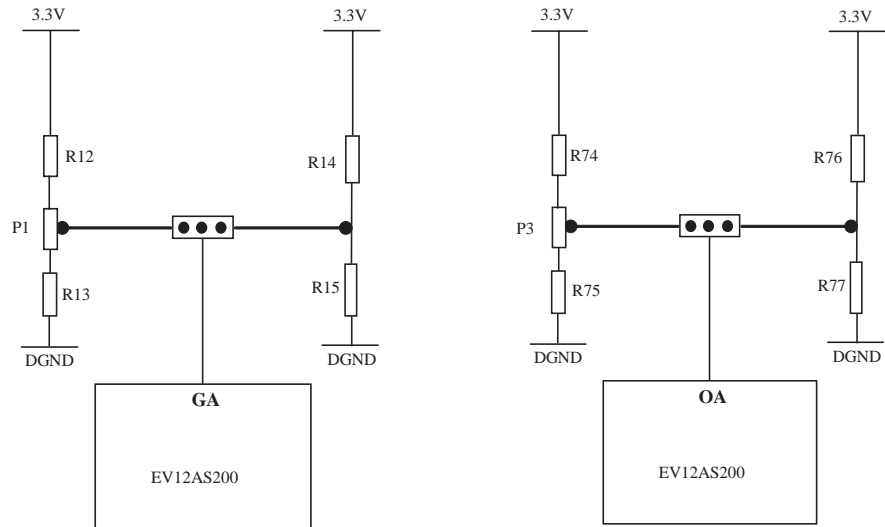 3.3V
3.3V
R12
R14
P1
R13
R15
DGND
DGND
GA
EV12AS200
3.3V
3.3V
R74
R76
P3
R75
R77
DGND
DGND
OA
EV12AS200